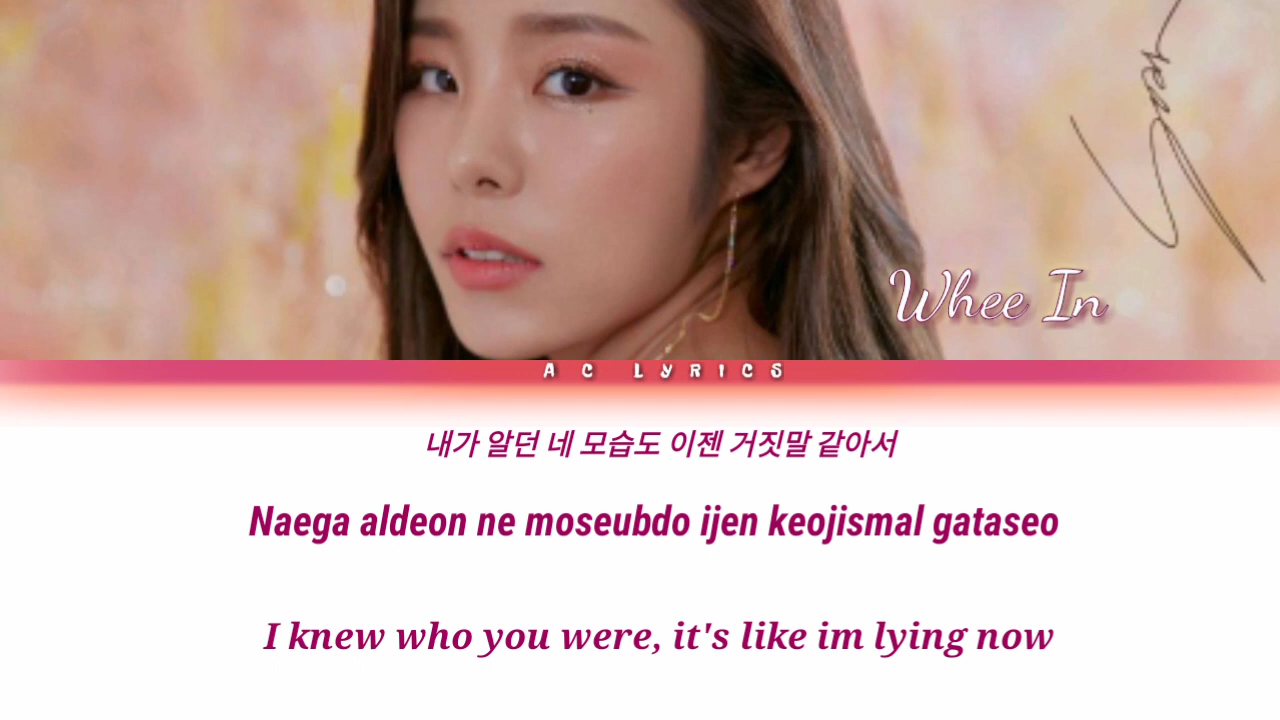 Whee In
AC LYRICS
내가 알던 네 모습도 이젠 거짓말 같아서
Naega aldeon ne moseubdo ijen keojismal gataseo
I knew who you were, it's like im lying now